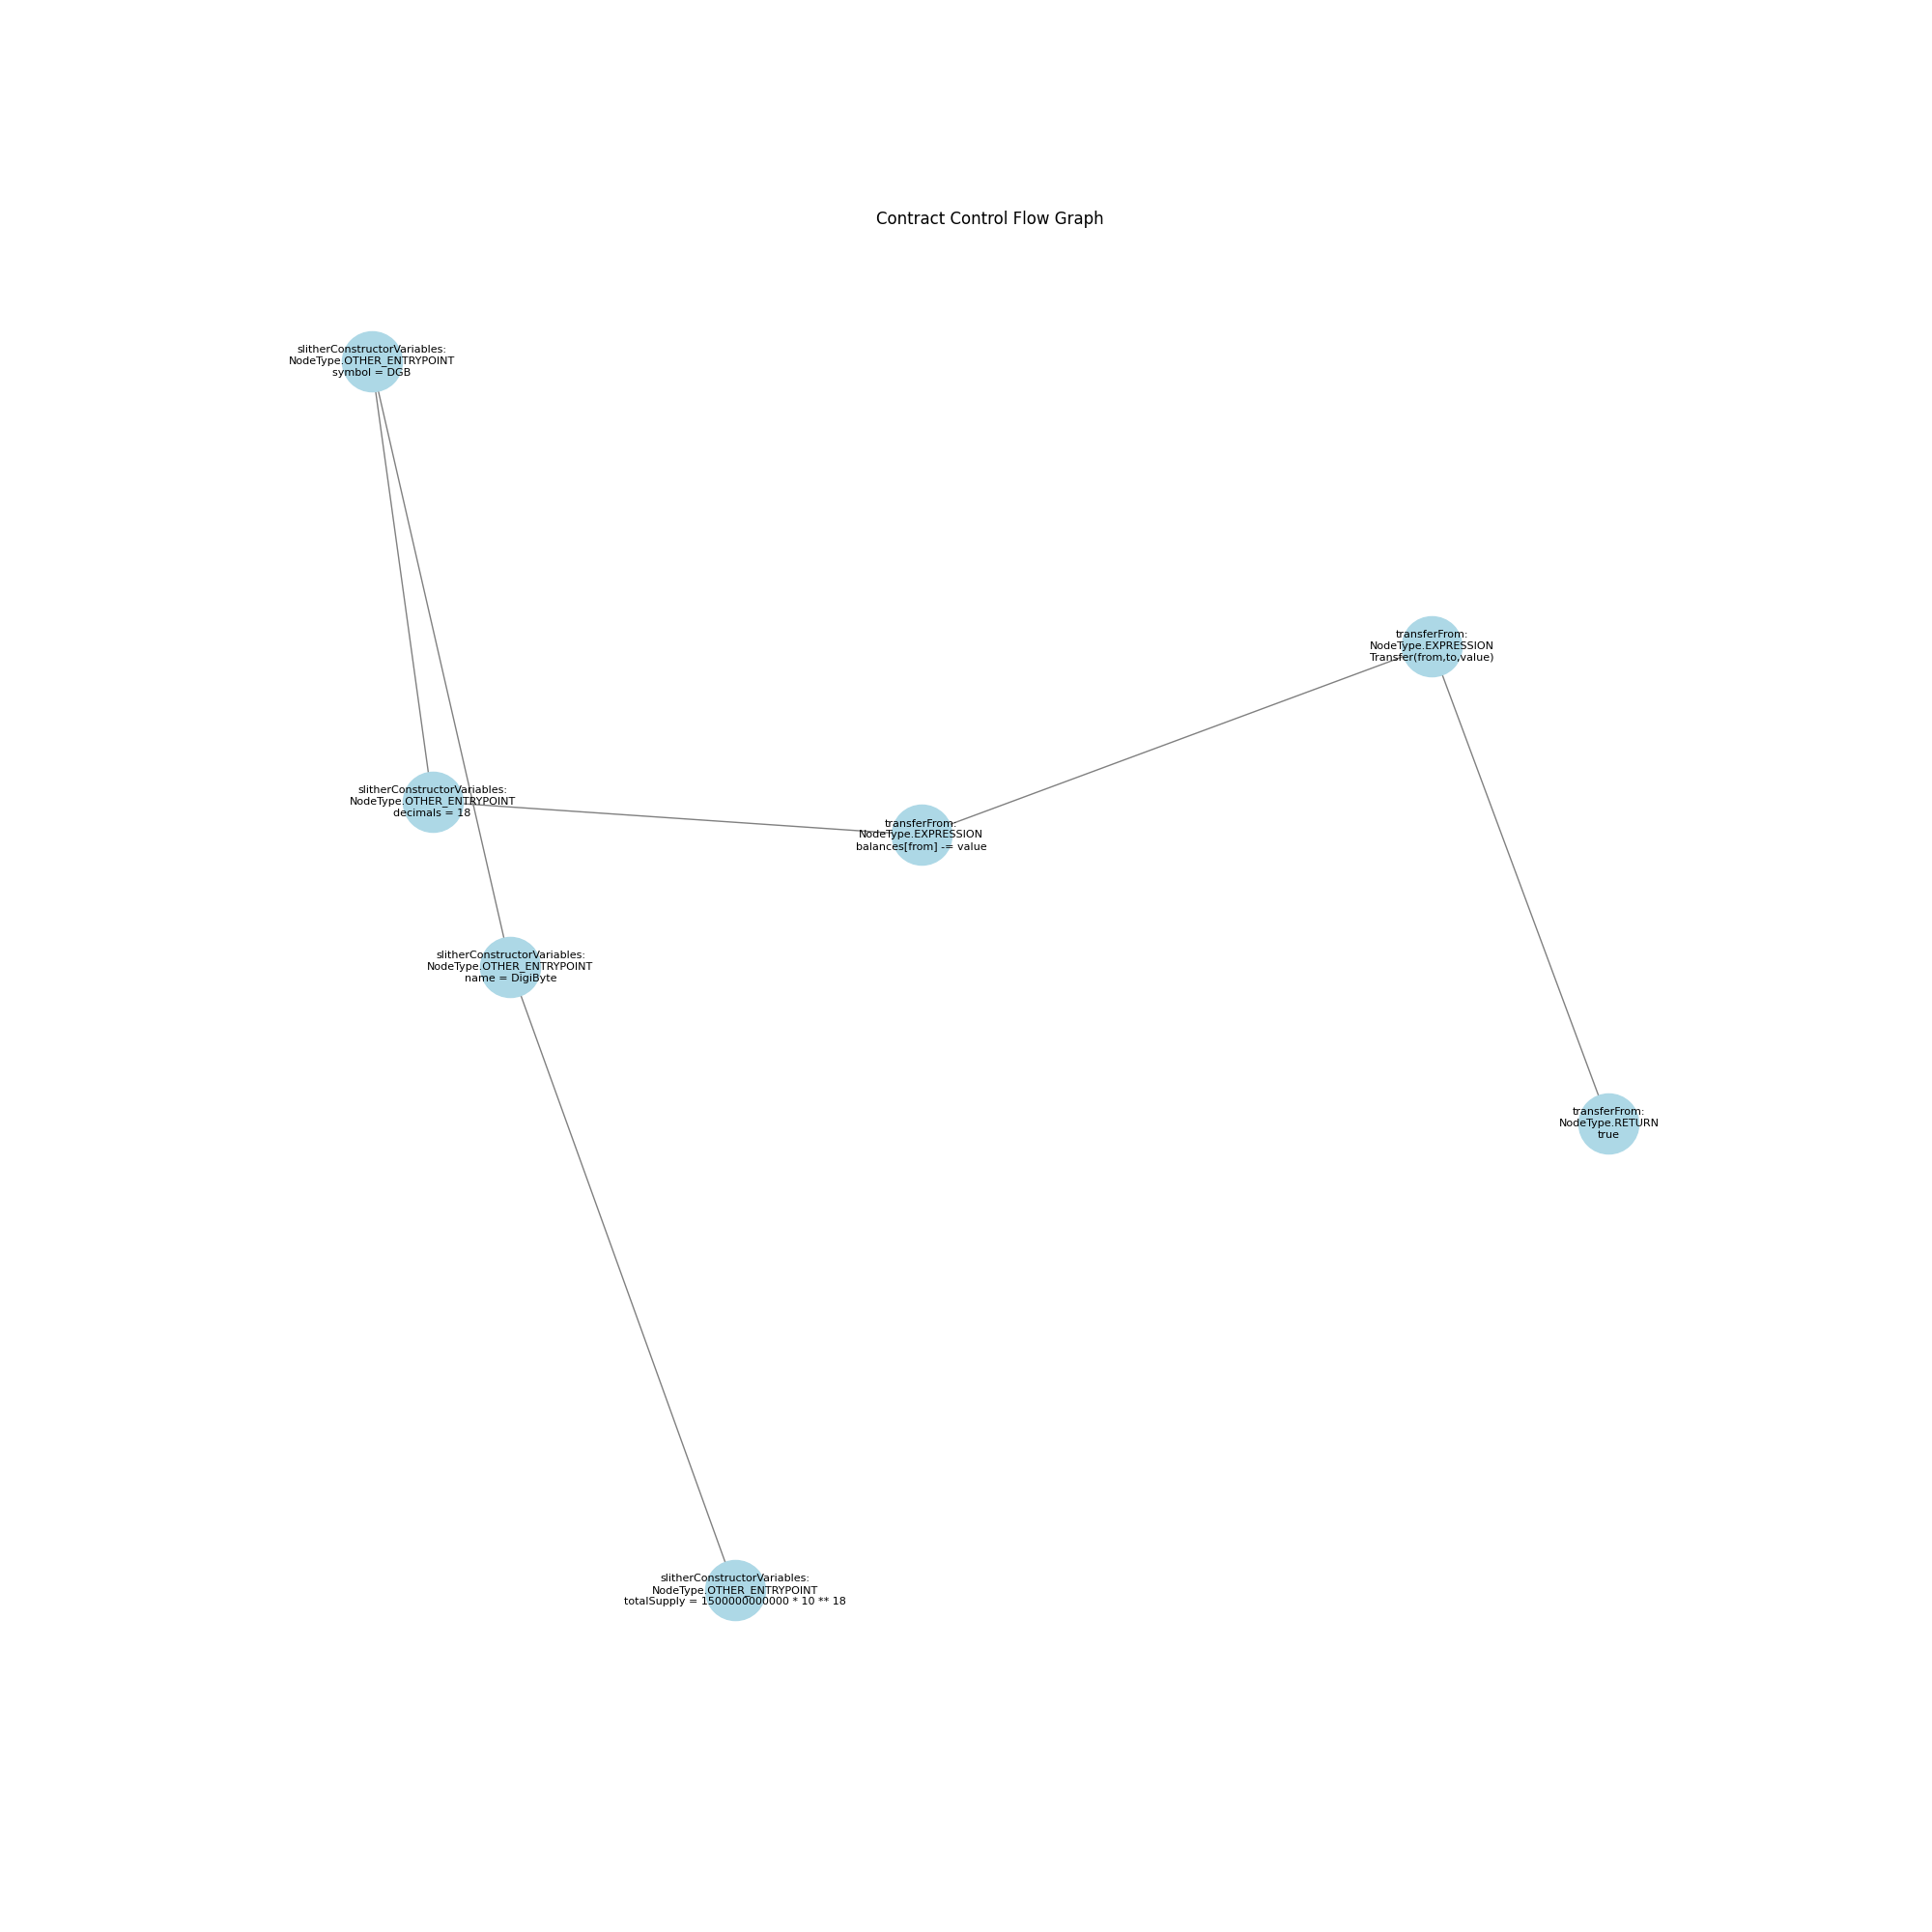 Contract Control Flow Graph
slitherConstructorVariables:
NodeType.OTHER_ENTRYPOINT
symbol = DGB
transferFrom:
NodeType.EXPRESSION
Transfer(from,to,value)
slitherConstructorVariables:
NodeType.OTHER_ENTRYPOINT
decimals = 18
transferFrom:
NodeType.EXPRESSION
balances[from] -= value
slitherConstructorVariables:
NodeType.OTHER_ENTRYPOINT
name = DigiByte
transferFrom:
NodeType.RETURN
true
slitherConstructorVariables:
NodeType.OTHER_ENTRYPOINT
totalSupply = 1500000000000 * 10 ** 18